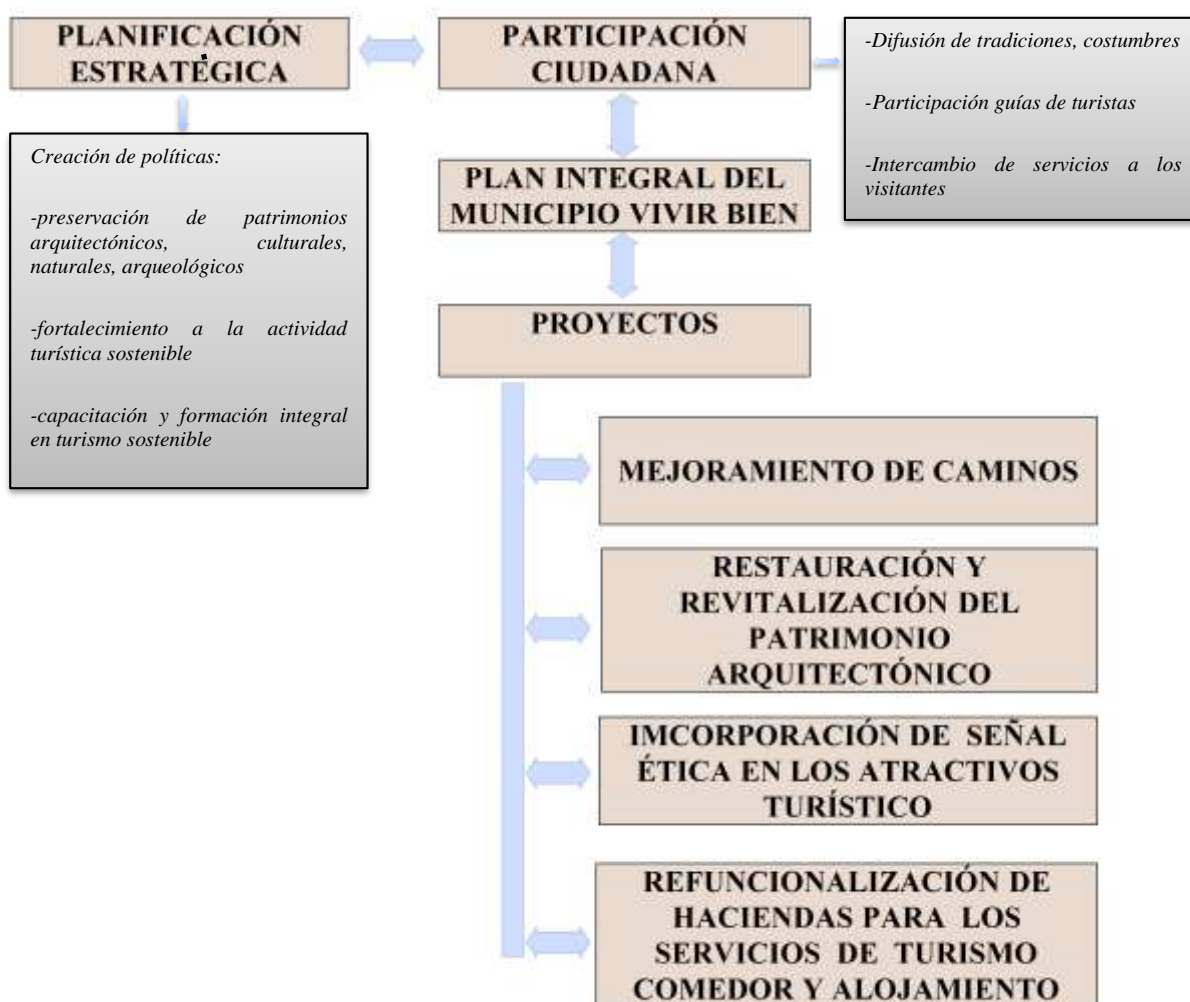 PLANIFICACIÓN
ESTRATÉGICA
PARTICIPACIÓN
CIUDADANA
-Difusión de tradiciones, costumbres
-Participación guías de turistas
-Intercambio de servicios a los
visitantes
Creación de políticas:
-preservación de patrimonios
arquitectónicos, culturales,
naturales, arqueológicos
-fortalecimiento a la actividad
turística sostenible
-capacitación y formación integral
en turismo sostenible
PLAN INTEGRAL DEL
MUNICIPIO VIVIR BIEN
PROYECTOS
MEJORAMIENTO DE CAMINOS
RESTAURACIÓN Y
REVITALIZACIÓN DEL
PATRIMONIO
ARQUITECTÓNICO
IMCORPORACIÓN DE SEÑAL
ÉTICA EN LOS ATRACTIVOS
TURÍSTICO
REFUNCIONALIZACIÓN DE
HACIENDAS PARA LOS
SERVICIOS DE TURISMO
COMEDOR Y ALOJAMIENTO